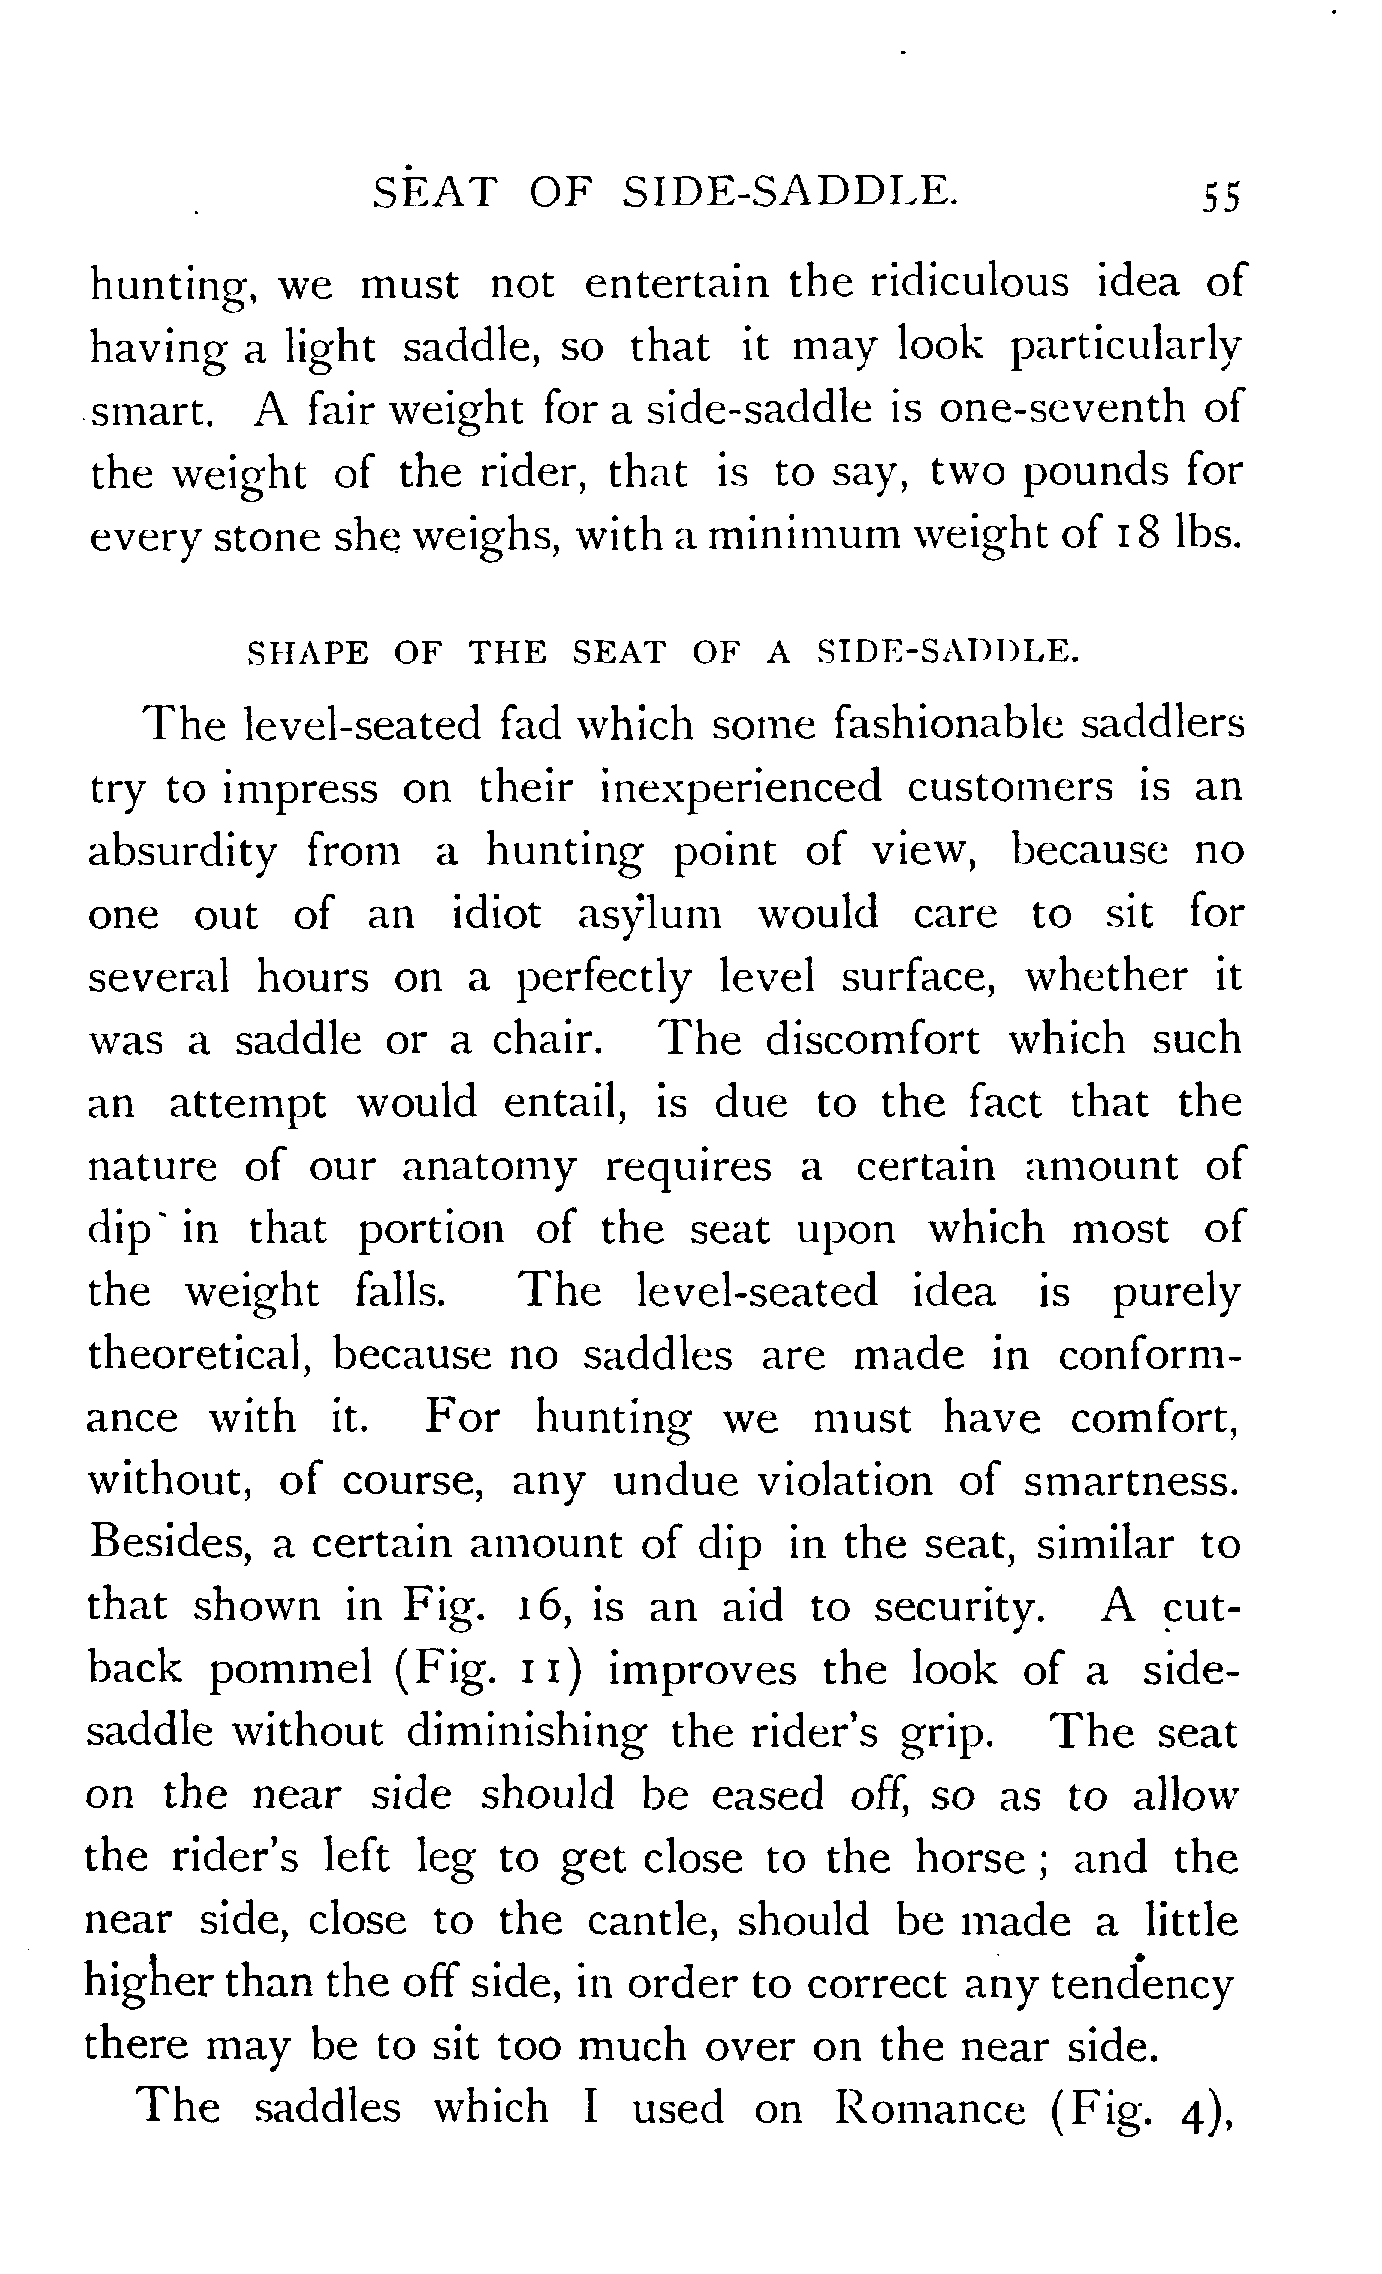 SEAT OF SIDE-SADDLE. 55
hunting, we must not entertain the ridiculous idea of
having a light saddle, so that it may look particularly
smart. A fair weight for a side-saddle is one-seventh of
the weight of the rider, that is to say, two pounds for
every stone she weighs, with a minimum weight of 18 lbs.
SHAPE OF THE SEAT OF A SIDE-SADDLE.
The level-seated fad which some fashionable saddlers
try to impress on their inexperienced customers is an
absurdity from a hunting point of view, because no
one out of an idiot asylum would care to sit for
several hours on a perfectly level surface, whether it
was a saddle or a chair. The discomfort which such
an attempt would entail, is due to the fact that the
nature of our anatomy requires a certain amount of
dip in that portion of the seat upon which most of
the weight falls. The level-seated idea is purely
theoretical, because no saddles are made in conform-
ance with it. For hunting we must have comfort,
without, of course, any undue violation of smartness.
Besides, a certain amount of dip in the seat, similar to
that shown in Fig. 16, is an aid to security. A cut-
back pommel (Fig. 11) improves the look of a side-
saddle without diminishing the rider's grip. The seat
on the near side should be eased off, so as to allow
the rider's left leg to get close to the horse; and the
near side, close to the cantle, should be made a little
higher than the off side, in order to correct any tendency
there may be to sit too much over on the near side.
The saddles which I used on Romance (Fig. 4),